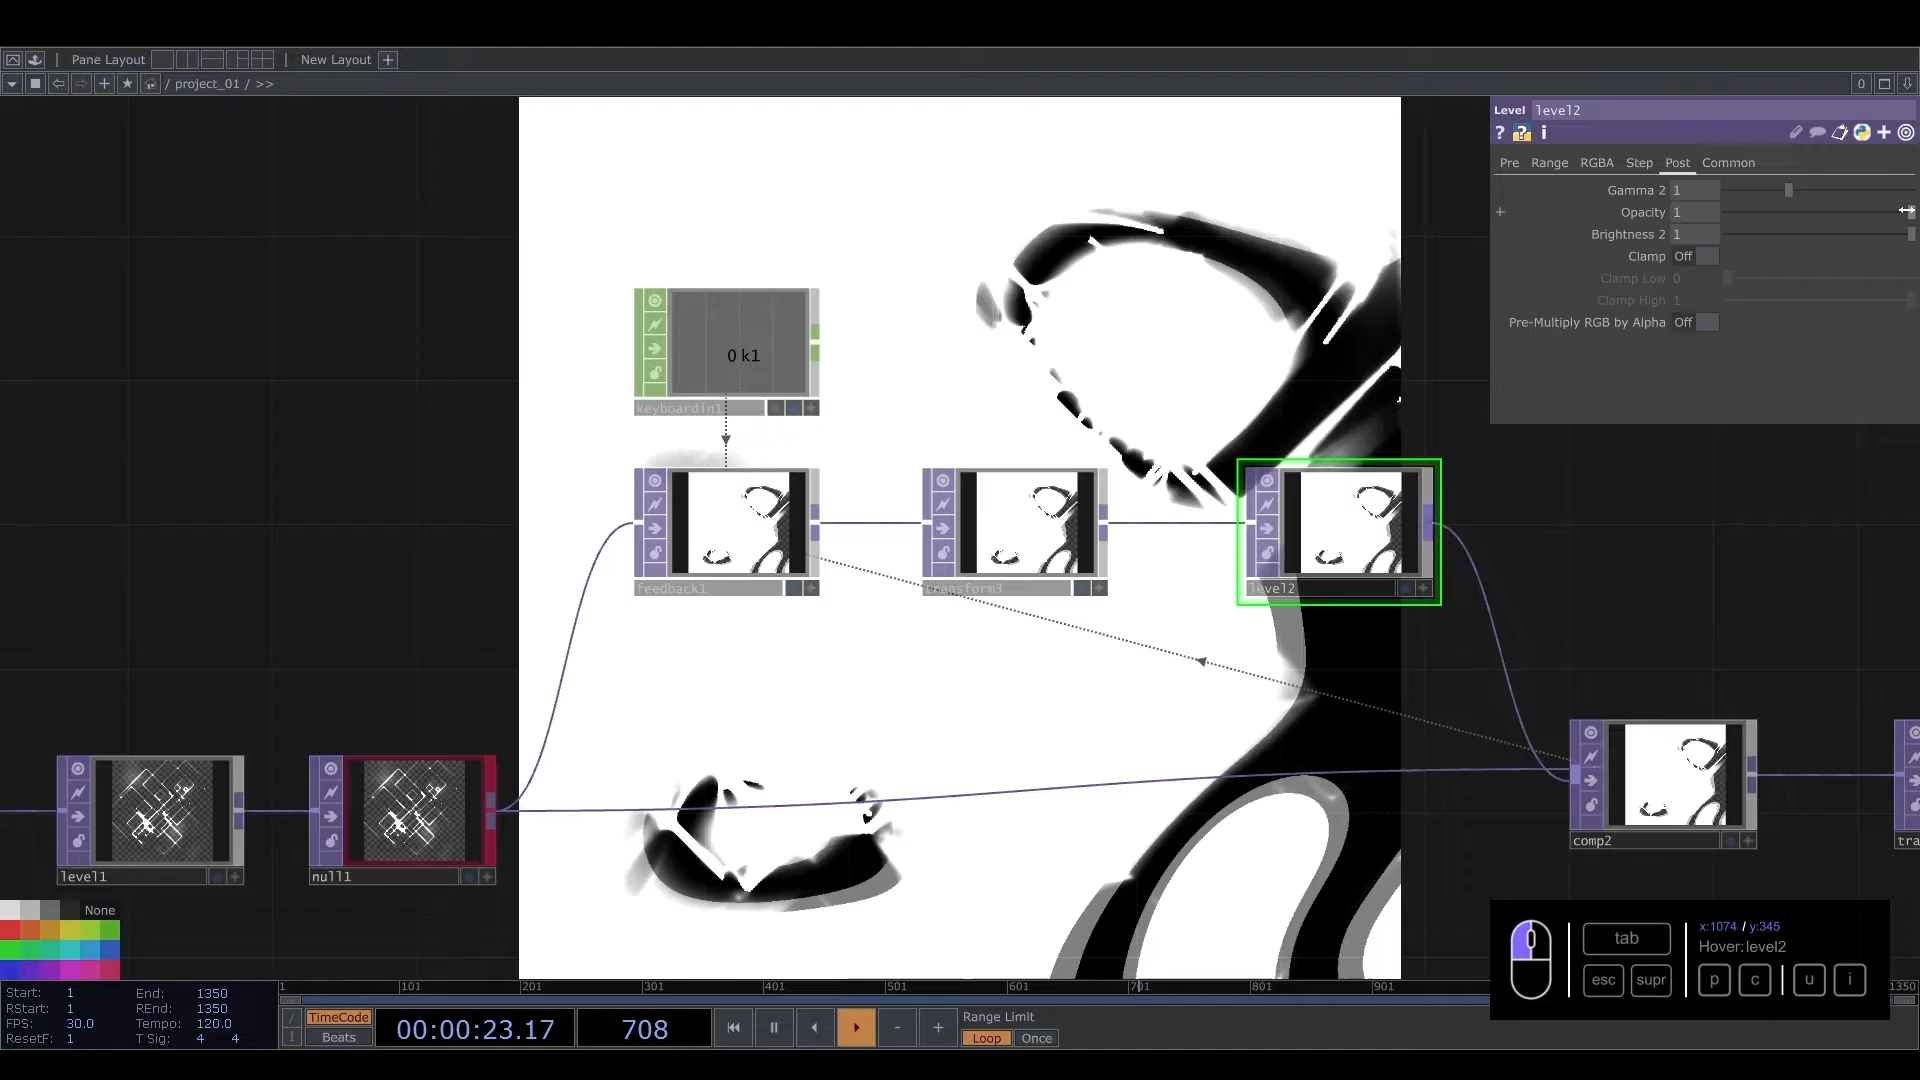 Pane Layout
New Layout
/ project_01 / >>
0
Level level2
? ? i
Pre Range RGBA Step Post Common
Gamma 2 1
Opacity 1
Brightness 2 1
Clamp Off
Clamp Low 0
Clamp High 1
Pre-Multiply RGB by Alpha Off
0 k1
keyboardin1
feedback1
transform3
level2
comp2
tra
level1
null1
None
tab
esc
supr
x:1074 / y:345
Hover: level2
p c u i
1 101 201 301 401 501 601 701 801 901 1350
Start: 1 End: 1350
RStart: 1 REnd: 1350
FPS: 30.0 Tempo: 120.0
ResetF: 1 T Sig: 4 4
TimeCode
Beats
00:00:23.17
708
Range Limit
Loop Once